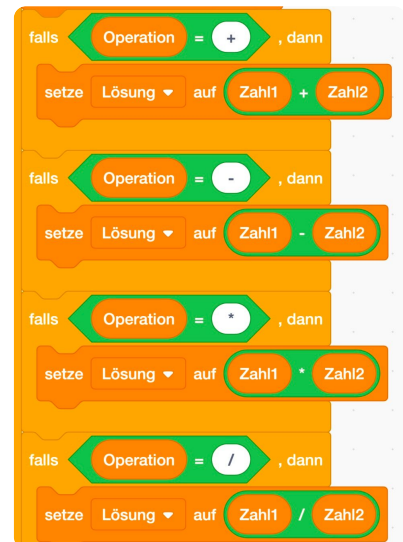 falls Operation = + , dann
setze Lösung auf Zahl1 + Zahl2
falls Operation = - , dann
setze Lösung auf Zahl1 - Zahl2
falls Operation = * , dann
setze Lösung auf Zahl1 * Zahl2
falls Operation = / , dann
setze Lösung auf Zahl1 / Zahl2